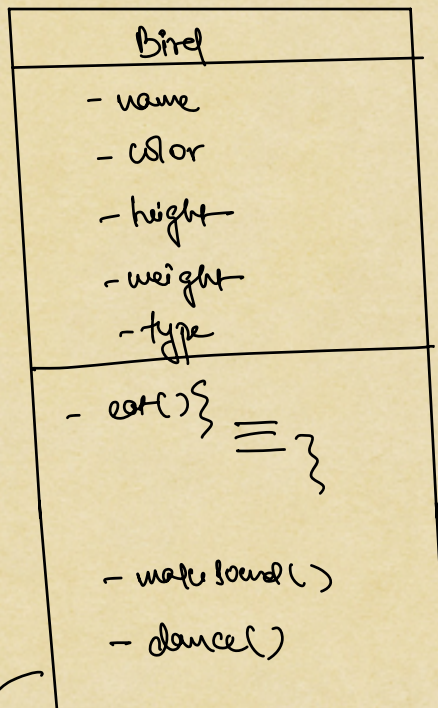 Bird
- name
- color
- height
- weight
- type
- eat() {
}
- makeSound()
- dance()